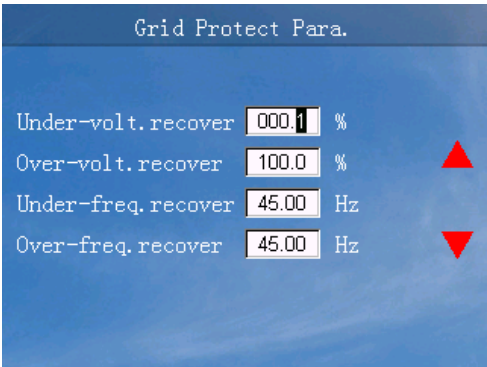 Grid Protect Para.
Under-volt.recover 000.1 %
Over-volt.recover 100.0 %
Under-freq.recover 45.00 Hz
Over-freq.recover 45.00 Hz